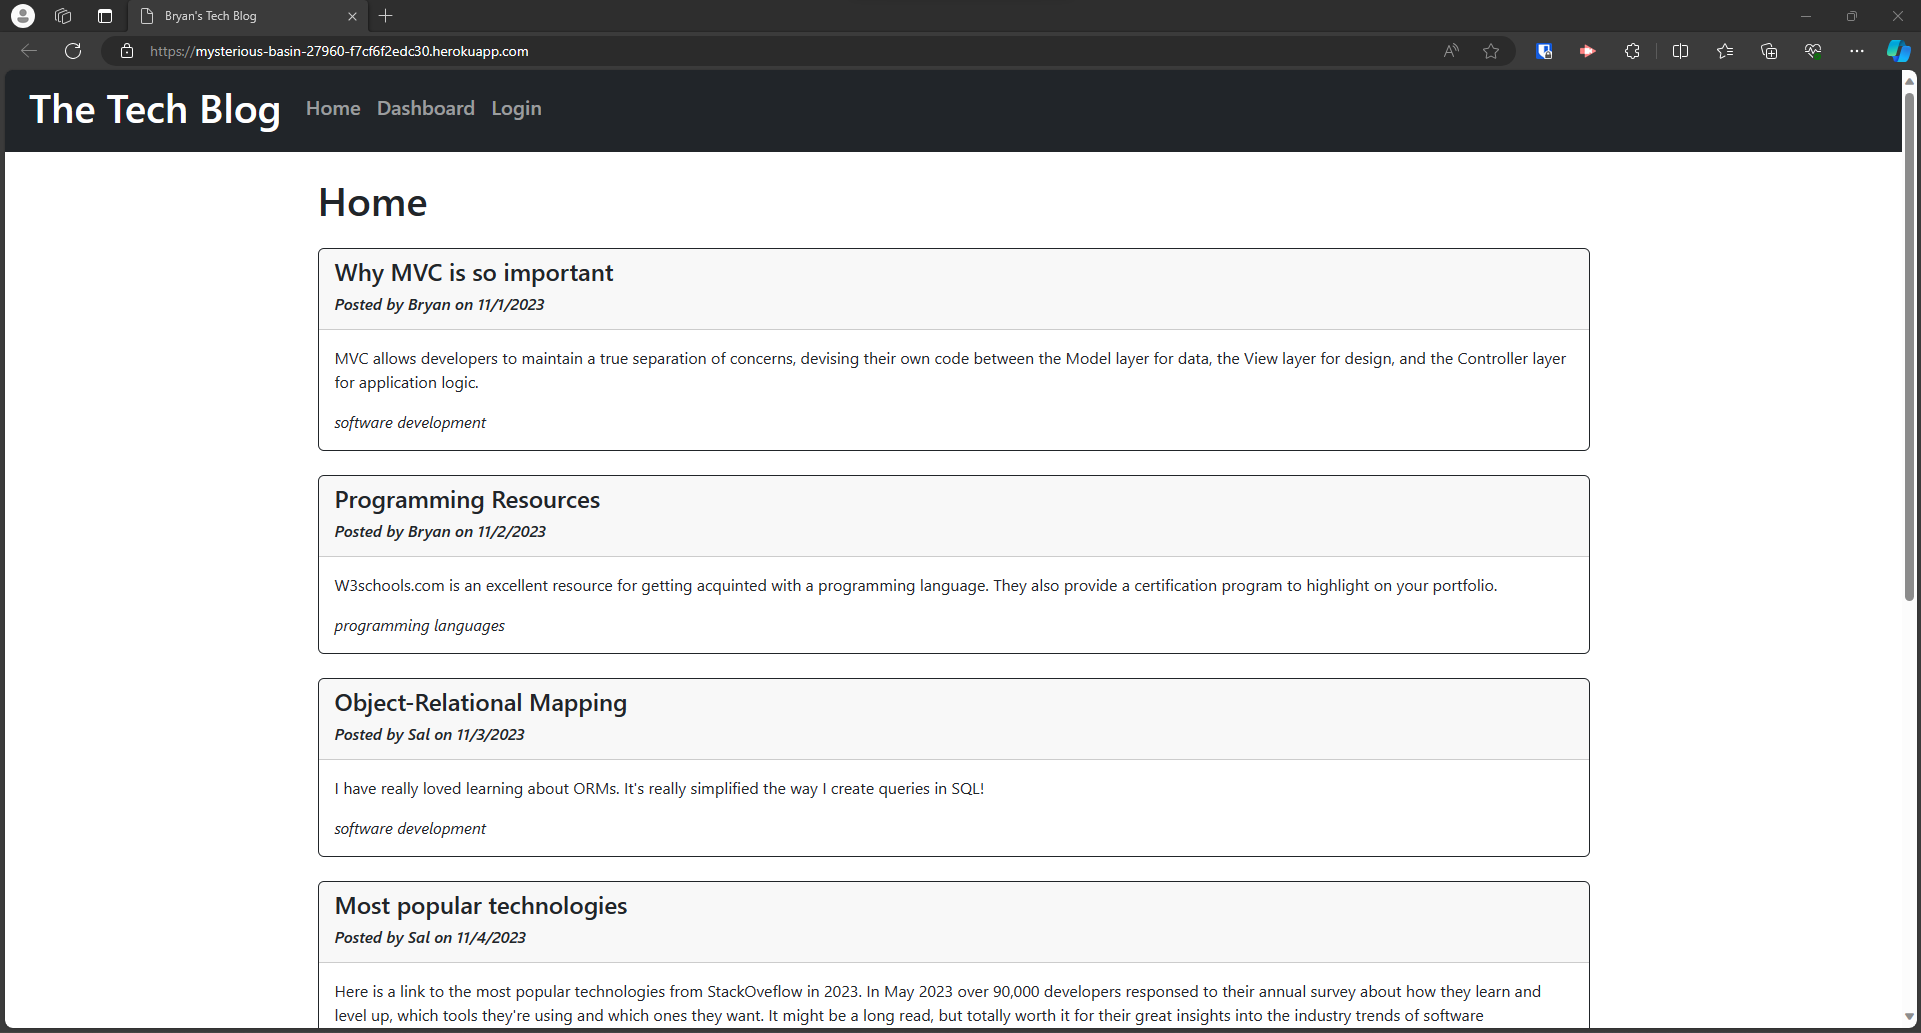 Bryan's Tech Blog
https://mysterious-basin-27960-f7cf6f2edc30.herokuapp.com
The Tech Blog Home Dashboard Login
Home
Why MVC is so important
Posted by Bryan on 11/1/2023
MVC allows developers to maintain a true separation of concerns, devising their own code between the Model layer for data, the View layer for design, and the Controller layer
for application logic.
software development
Programming Resources
Posted by Bryan on 11/2/2023
W3schools.com is an excellent resource for getting acquinted with a programming language. They also provide a certification program to highlight on your portfolio.
programming languages
Object-Relational Mapping
Posted by Sal on 11/3/2023
I have really loved learning about ORMs. It's really simplified the way I create queries in SQL!
software development
Most popular technologies
Posted by Sal on 11/4/2023
Here is a link to the most popular technologies from StackOveflow in 2023. In May 2023 over 90,000 developers responsed to their annual survey about how they learn and
level up, which tools they're using and which ones they want. It might be a long read, but totally worth it for their great insights into the industry trends of software